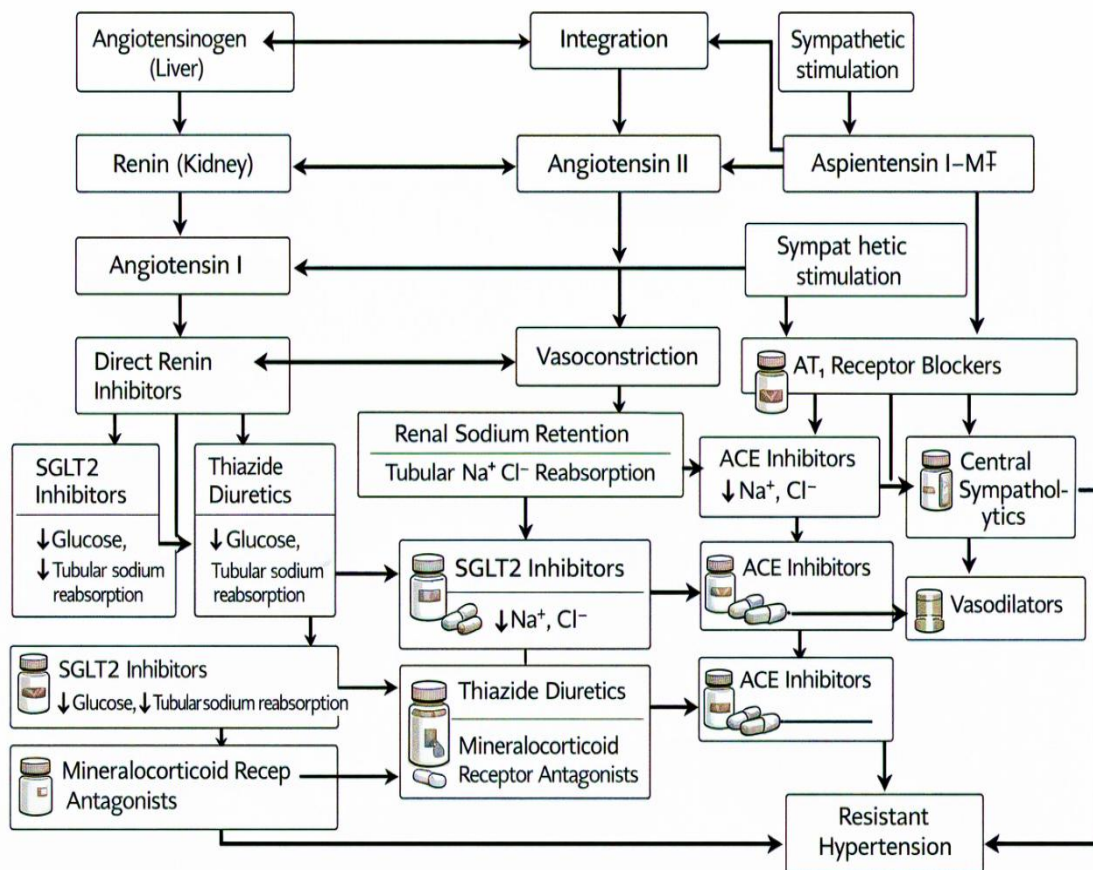 Angiotensinogen
(Liver)
Integration
Sympathetic
stimulation
Renin (Kidney)
Angiotensin II
Aspientensin I–MŦ
Angiotensin I
Sympat hetic
stimulation
Direct Renin
Inhibitors
Vasoconstriction
AT₁ Receptor Blockers
SGLT2
Inhibitors
↓Glucose,
↓ Tubular sodium
reabsorption
Thiazide
Diuretics
↓ Glucose,
Tubular sodium
reabsorption
Renal Sodium Retention
Tubular Na⁺ Cl⁻ Reabsorption
ACE Inhibitors
↓ Na⁺, Cl⁻
Central
Sympathol-
ytics
SGLT2 Inhibitors
↓Na⁺, Cl⁻
ACE Inhibitors
Vasodilators
SGLT2 Inhibitors
↓Glucose, ↓Tubular sodium reabsorption
Thiazide Diuretics
Mineralocorticoid
Receptor Antagonists
ACE Inhibitors
Mineralocorticoid Recep
Antagonists
Resistant
Hypertension